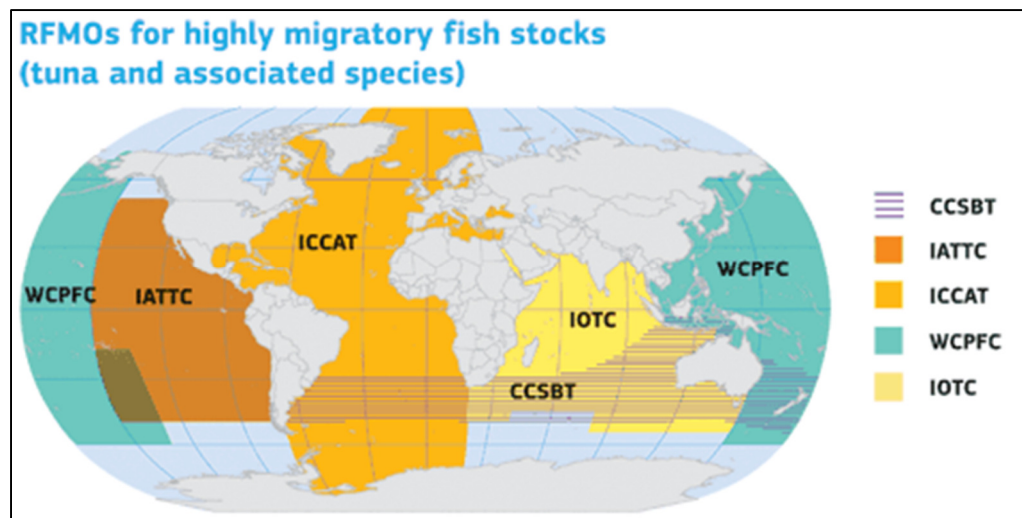 RFMOs for highly migratory fish stocks
(tuna and associated species)
ICCAT
WCPFC
WCPFC
IATTC
IOTC
CCSBT
CCSBT
IATTC
ICCAT
WCPFC
IOTC